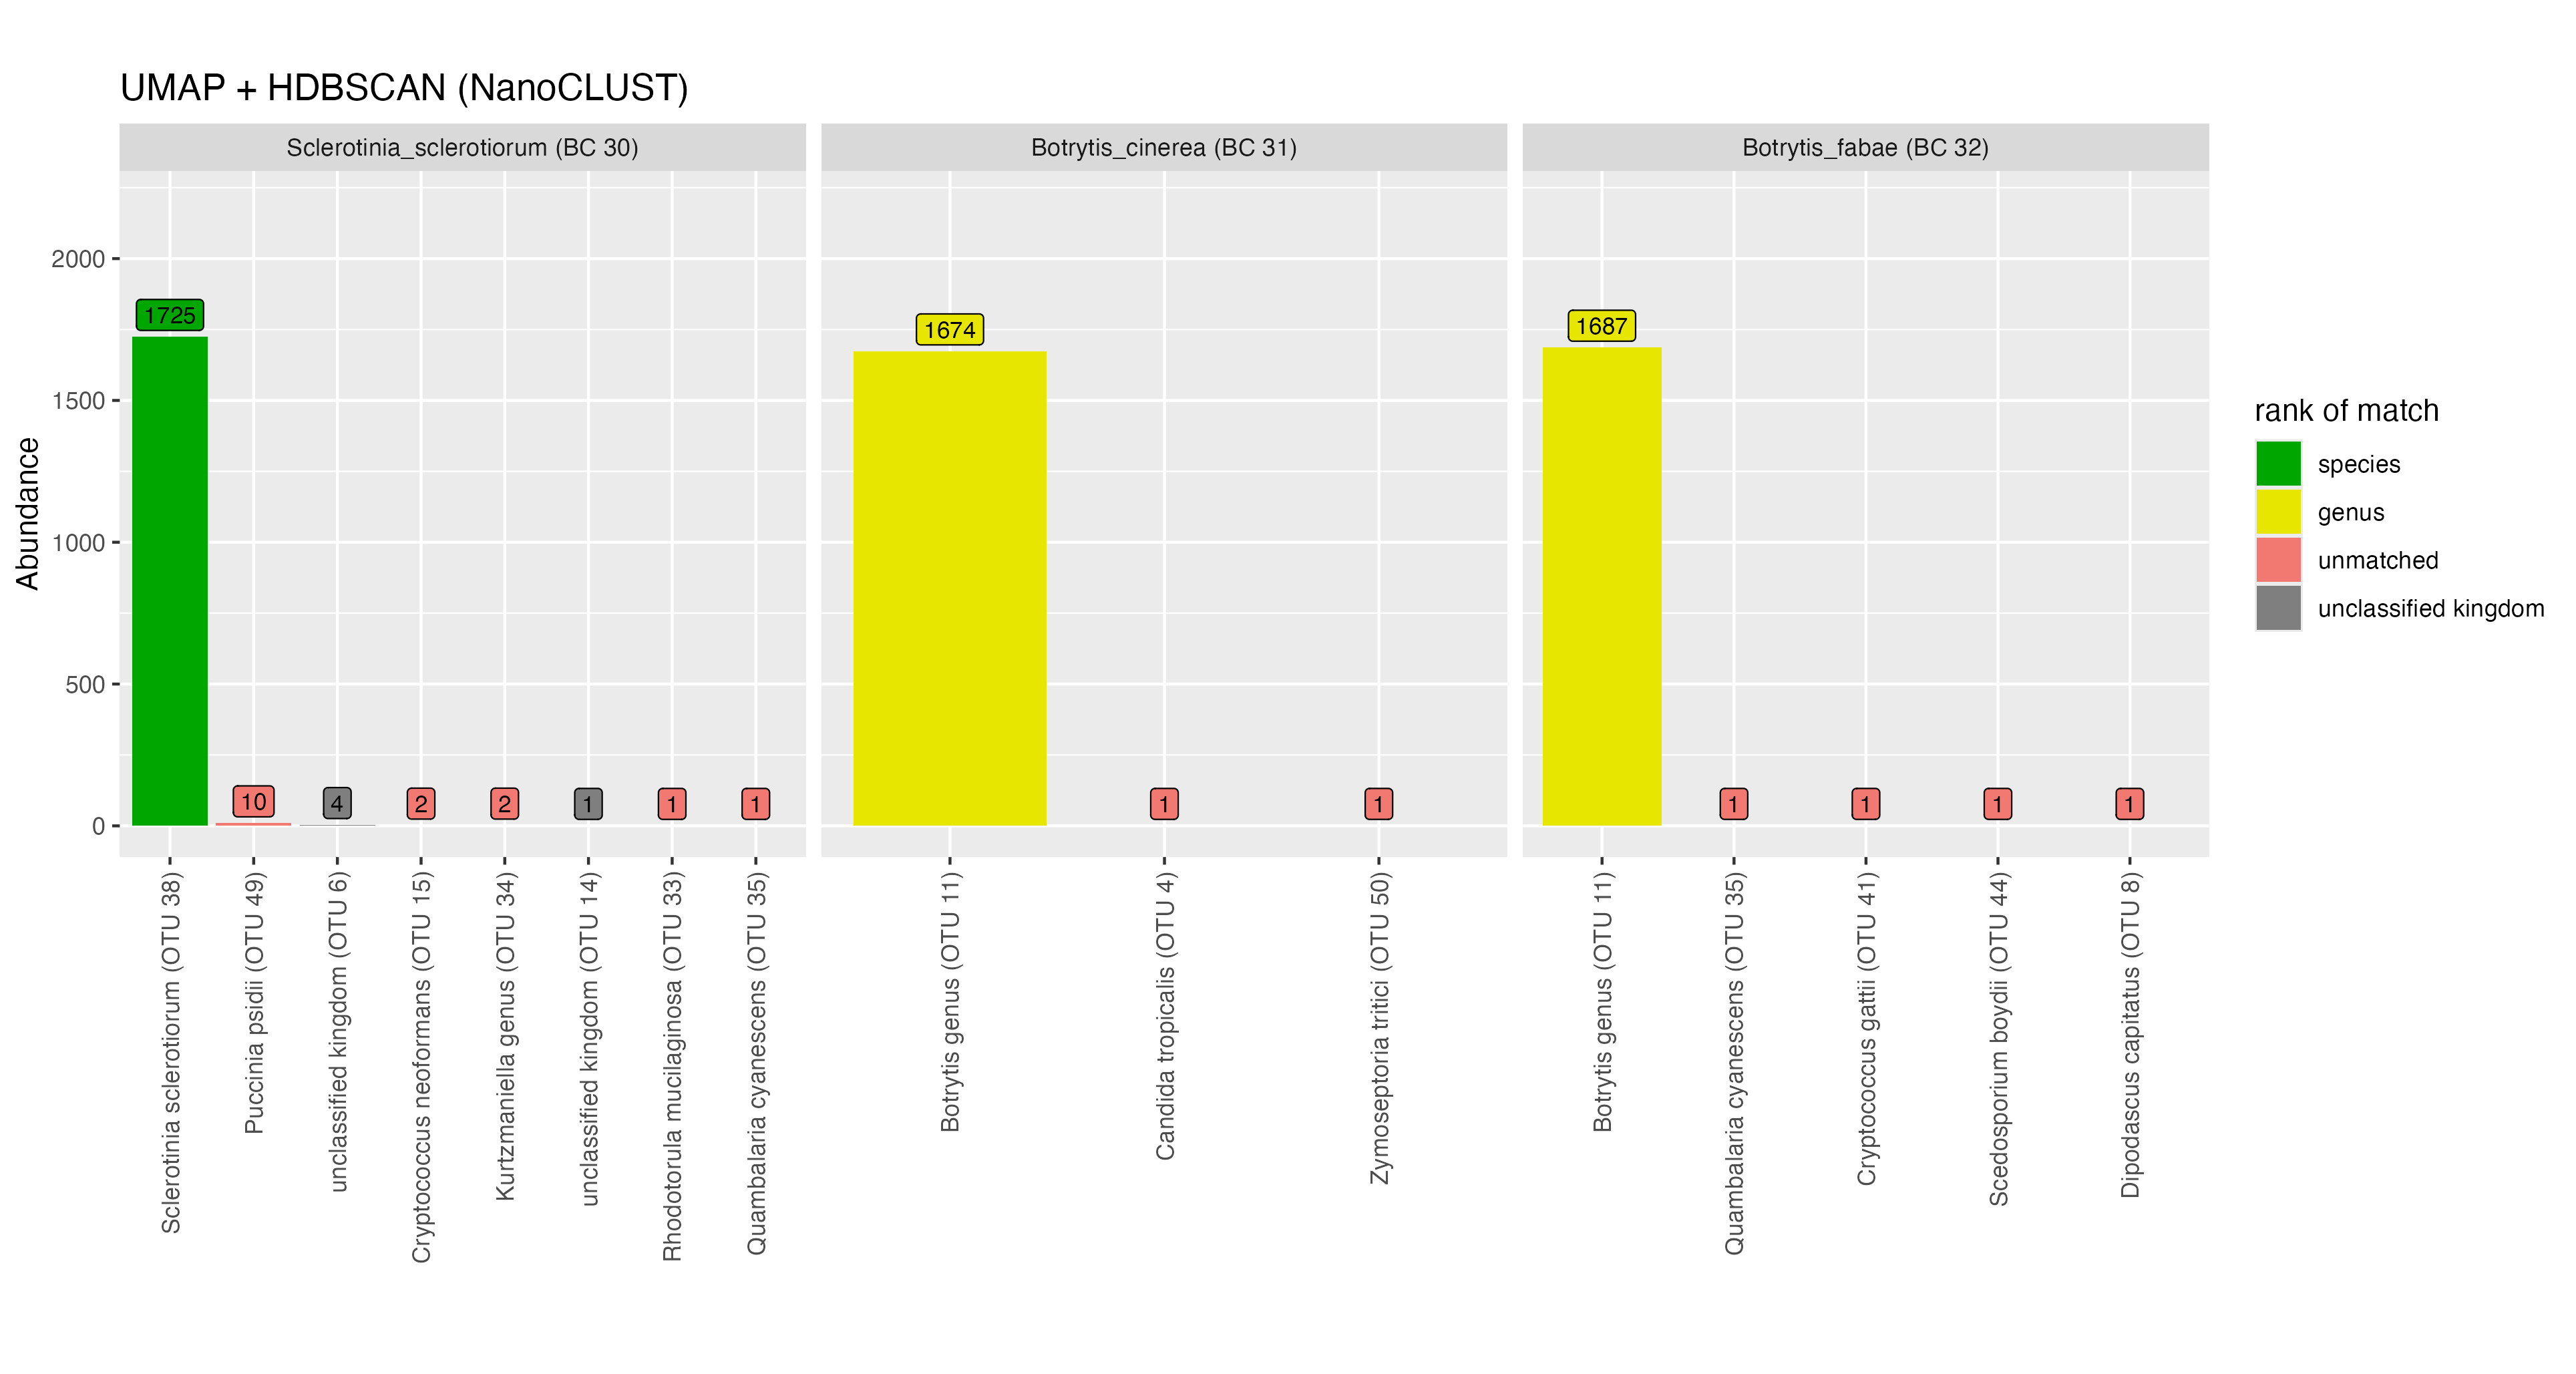 UMAP + HDBSCAN (NanoCLUST)
Sclerotinia_sclerotiorum (BC 30)
Botrytis_cinerea (BC 31)
Botrytis_fabae (BC 32)
Abundance
2000
1500
1000
500
0
1725
10
4
2
2
1
1
1
1674
1
1
1687
1
1
1
1
Sclerotinia sclerotiorum (OTU 38)
Puccinia psidii (OTU 49)
unclassified kingdom (OTU 6)
Cryptococcus neoformans (OTU 15)
Kurtzmaniella genus (OTU 34)
unclassified kingdom (OTU 14)
Rhodotorula mucilaginosa (OTU 33)
Quambalaria cyanescens (OTU 35)
Botrytis genus (OTU 11)
Candida tropicalis (OTU 4)
Zymoseptoria tritici (OTU 50)
Botrytis genus (OTU 11)
Quambalaria cyanescens (OTU 35)
Cryptococcus gattii (OTU 41)
Scedosporium boydii (OTU 44)
Dipodascus capitatus (OTU 8)
rank of match
species
genus
unmatched
unclassified kingdom